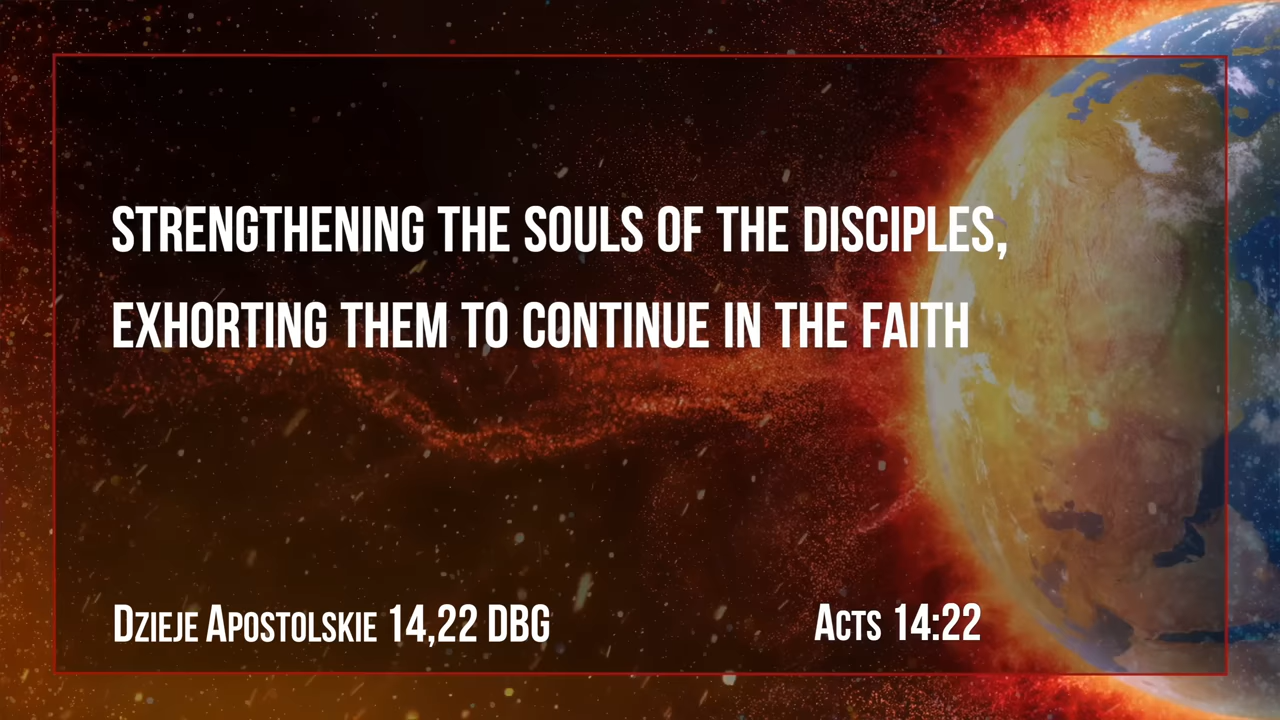 STRENGTHENING THE SOULS OF THE DISCIPLES,
EXHORTING THEM TO CONTINUE IN THE FAITH
DZIEJE APOSTOLSKIE 14,22 DBG
ACTS 14:22